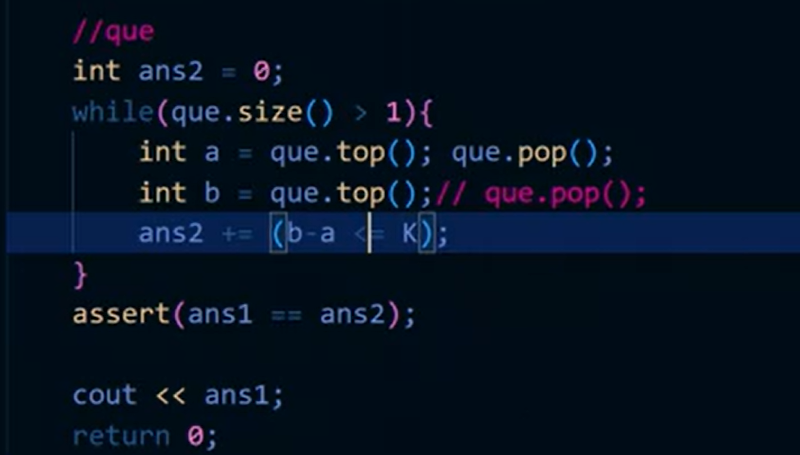 //que
int ans2 = 0;
while(que.size() > 1){
int a = que.top(); que.pop();
int b = que.top();// que.pop();
ans2 += (b-a <= K);
}
assert(ans1 == ans2);
cout << ans1;
return 0;